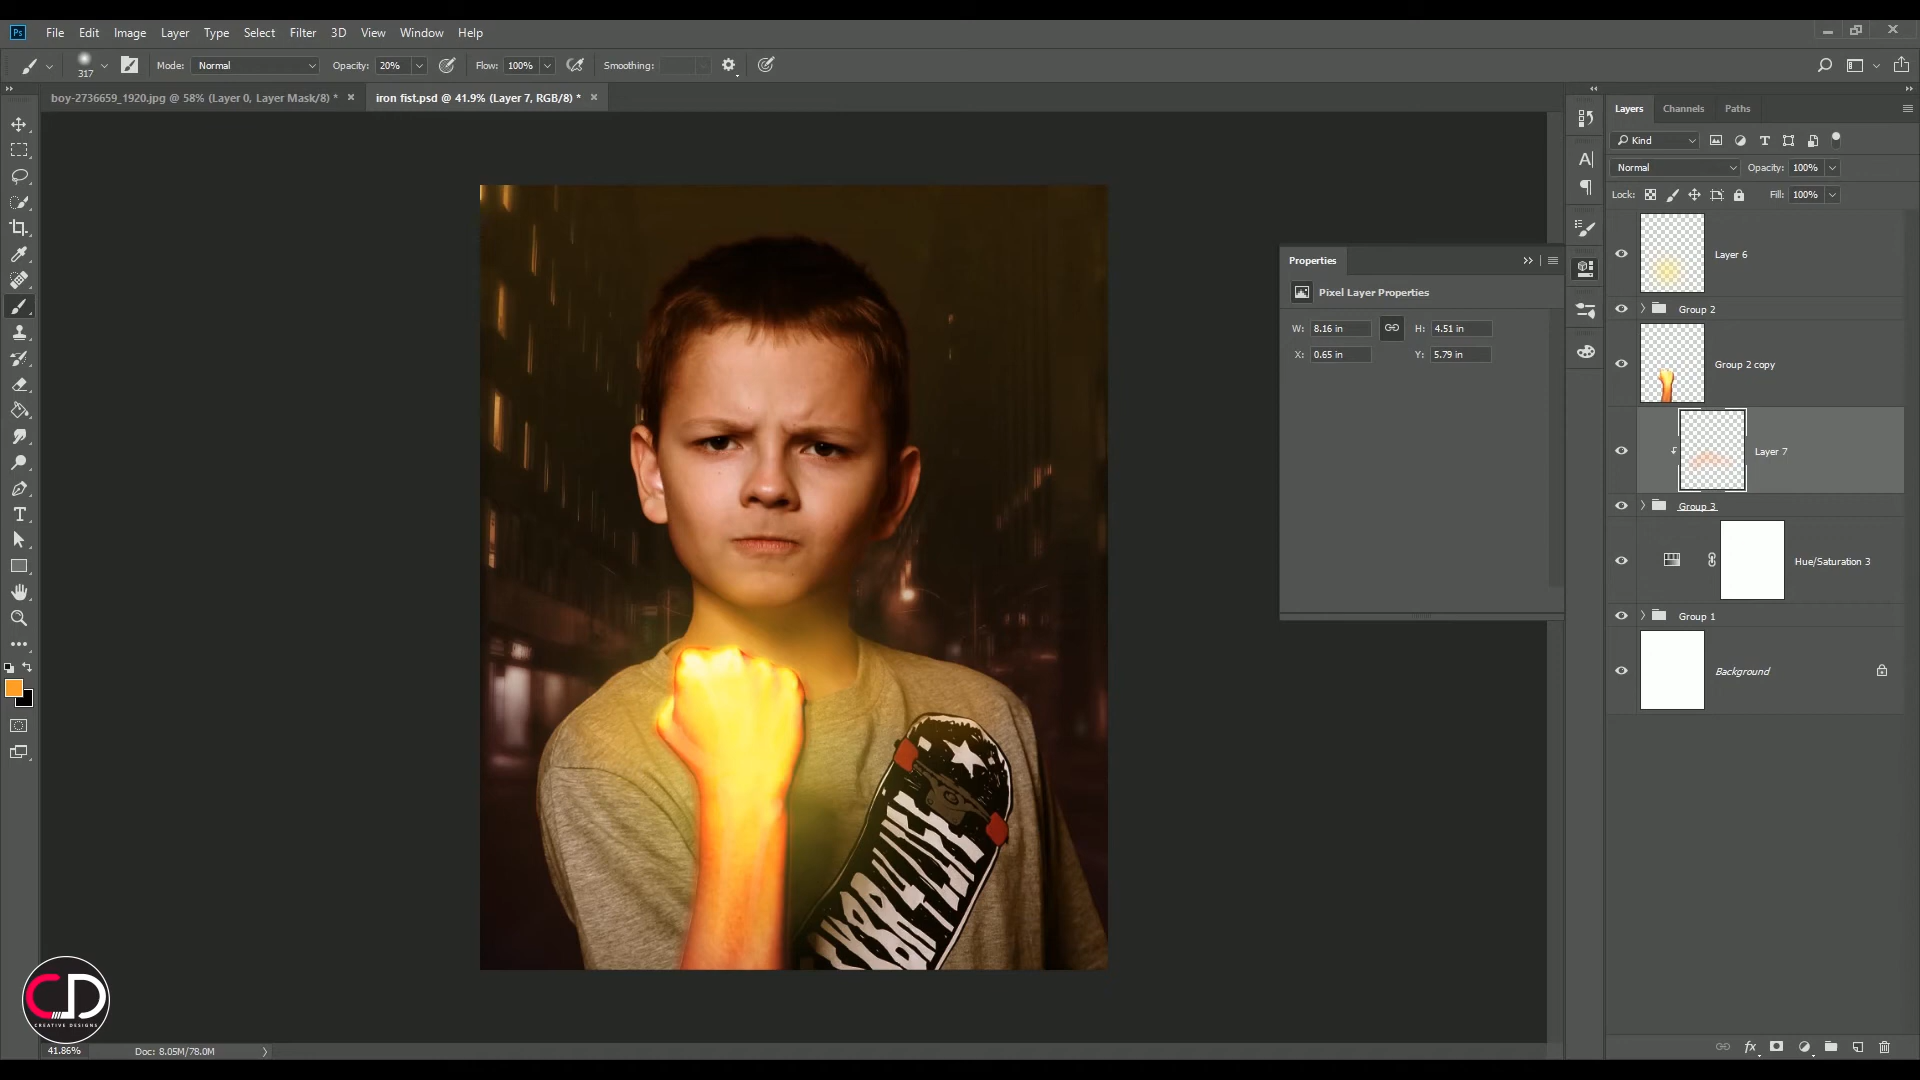 Ps File Edit Image Layer Type Select Filter 3D View Window Help
317 Mode: Normal Opacity: 20% Flow: 100% Smoothing:
boy-2736659_1920.jpg @ 58% (Layer 0, Layer Mask/8) * × iron fist.psd @ 41.9% (Layer 7, RGB/8) * ×
Layers Channels Paths
Kind
Normal Opacity: 100%
Lock: Fill: 100%
Layer 6
Group 2
Group 2 copy
Layer 7
Group 3
Hue/Saturation 3
Group 1
Background
Properties
Pixel Layer Properties
W: 8.16 in H: 4.51 in
X: 0.65 in Y: 5.79 in
CD
CREATIVE DESIGNS
41.86% Doc: 8.05M/78.0M